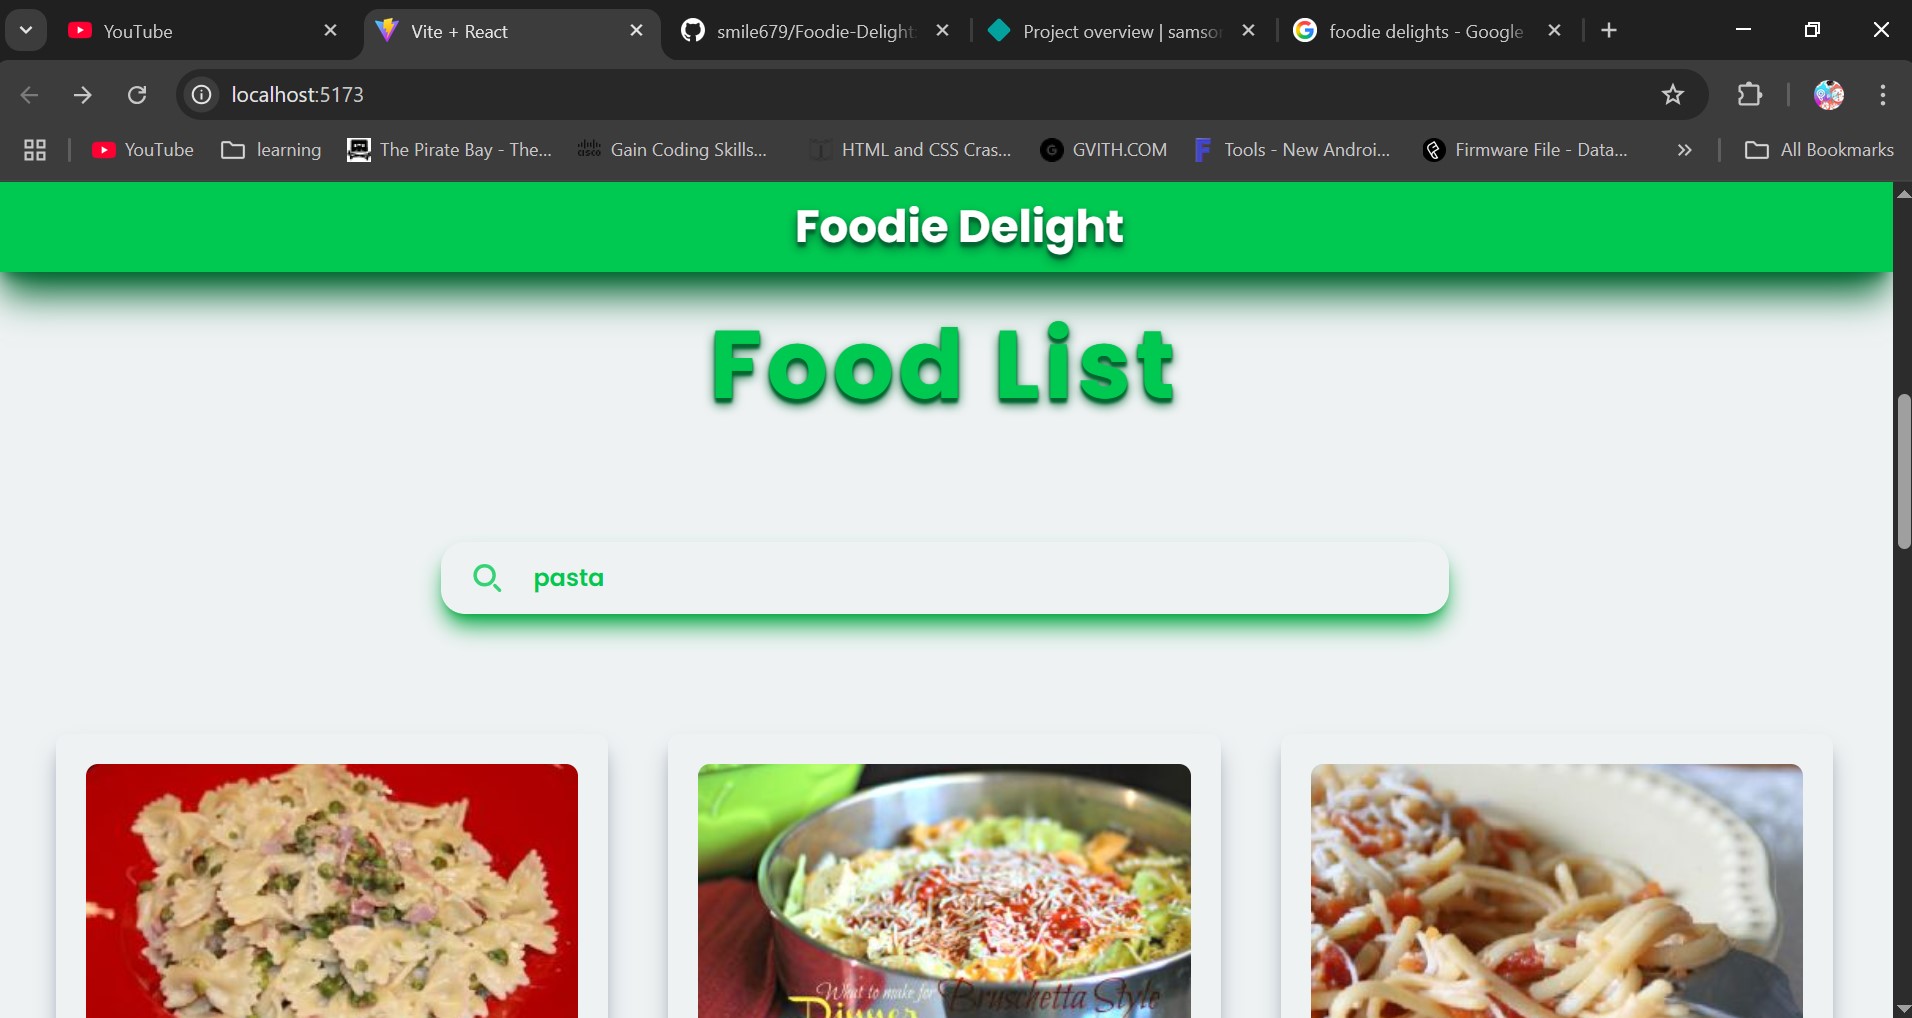 YouTube
Vite + React
smile679/Foodie-Delight
Project overview | samso
foodie delights - Google
localhost:5173
YouTube
learning
The Pirate Bay - The...
cisco
Gain Coding Skills...
HTML and CSS Cras...
G
GVITH.COM
F
Tools - New Androi...
Firmware File - Data...
All Bookmarks
Foodie Delight
Food List
pasta
What to make for
Dinner
Bruschetta Style